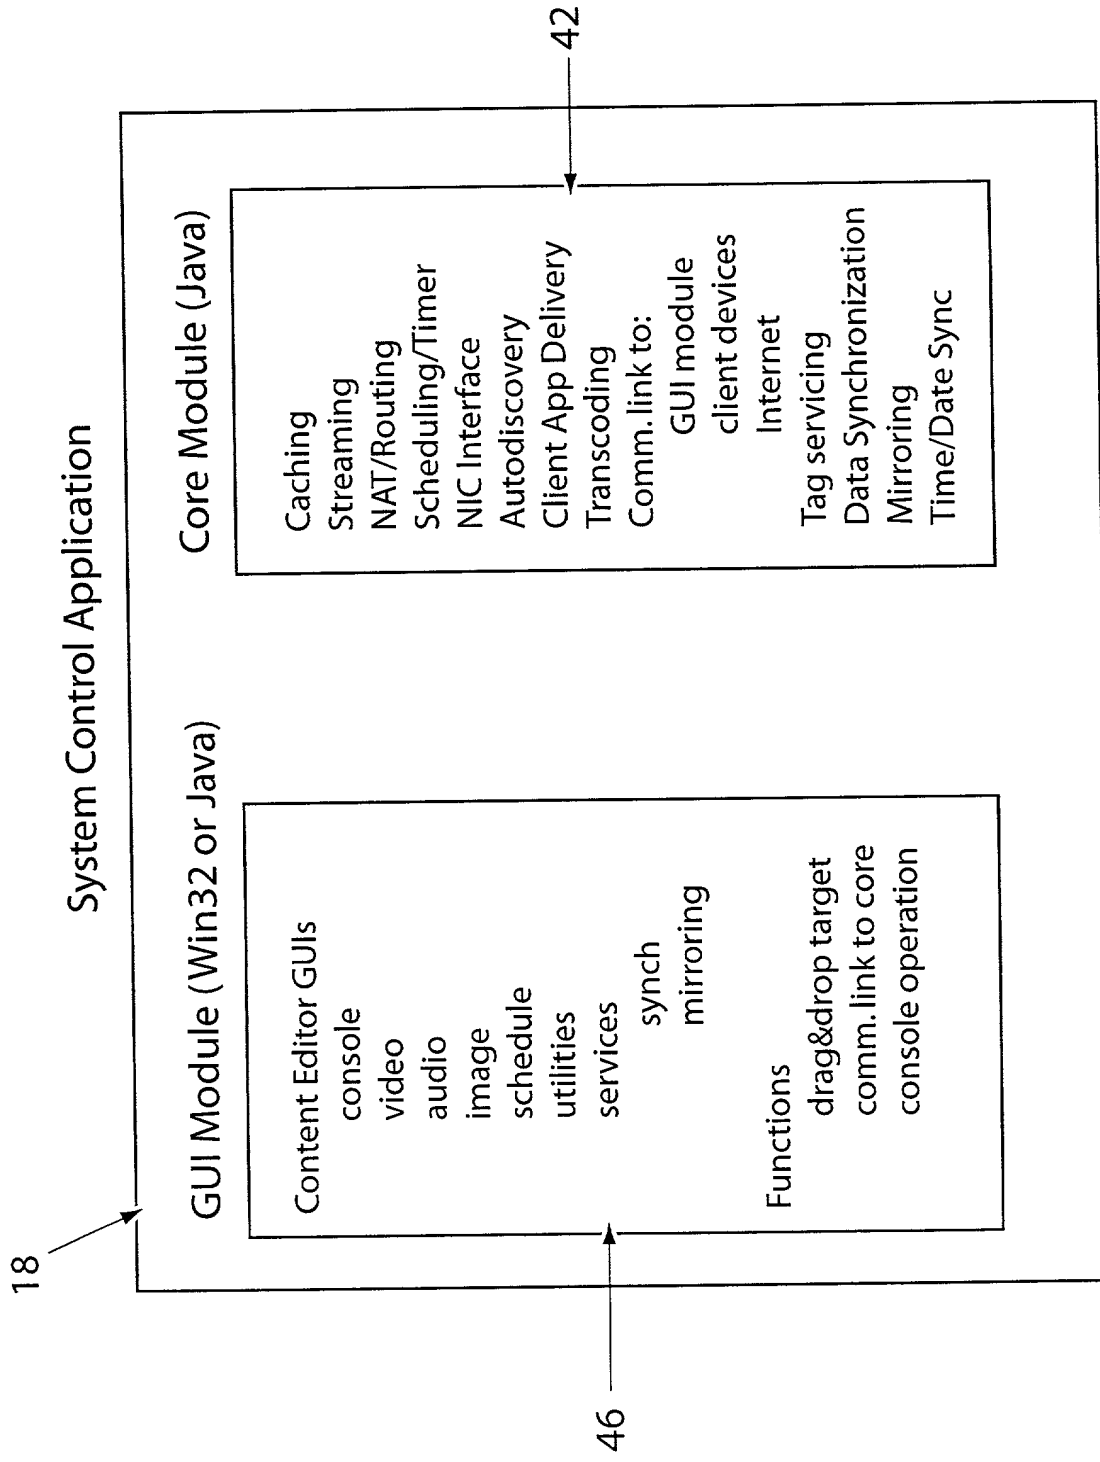 System Control Application
18
GUI Module (Win32 or Java)
Content Editor GUIs
console
video
audio
image
schedule
utilities
services
synch
mirroring
Functions
drag&drop target
comm.link to core
console operation
46
Core Module (Java)
Caching
Streaming
NAT/Routing
Scheduling/Timer
NIC Interface
Autodiscovery
Client App Delivery
Transcoding
Comm.link to:
GUI module
client devices
Internet
Tag servicing
Data Synchronization
Mirroring
Time/Date Sync
42